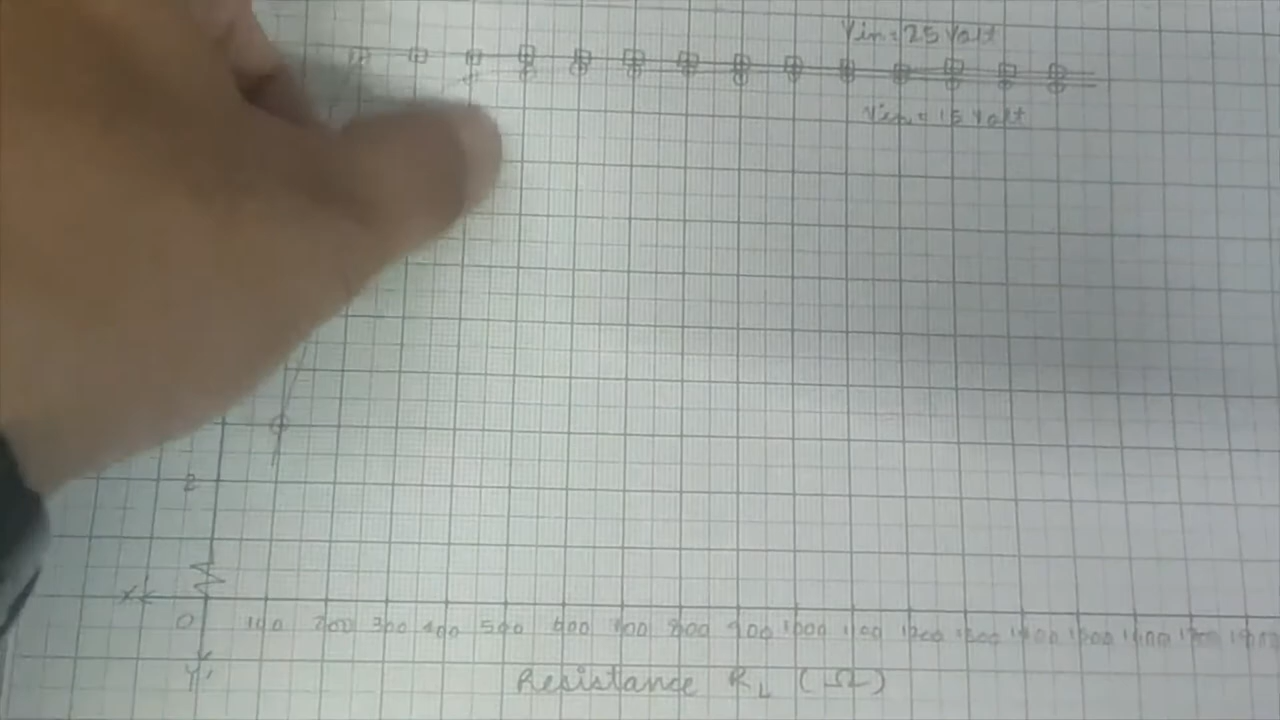 Vin = 25 Volt
Vin = 15 Volt
2
X'
0 100 200 300 400 500 600 700 800 900 1000 1100 1200 1300 1400 1500 1600 1700 1800
Y'
Resistance RL (Ω)